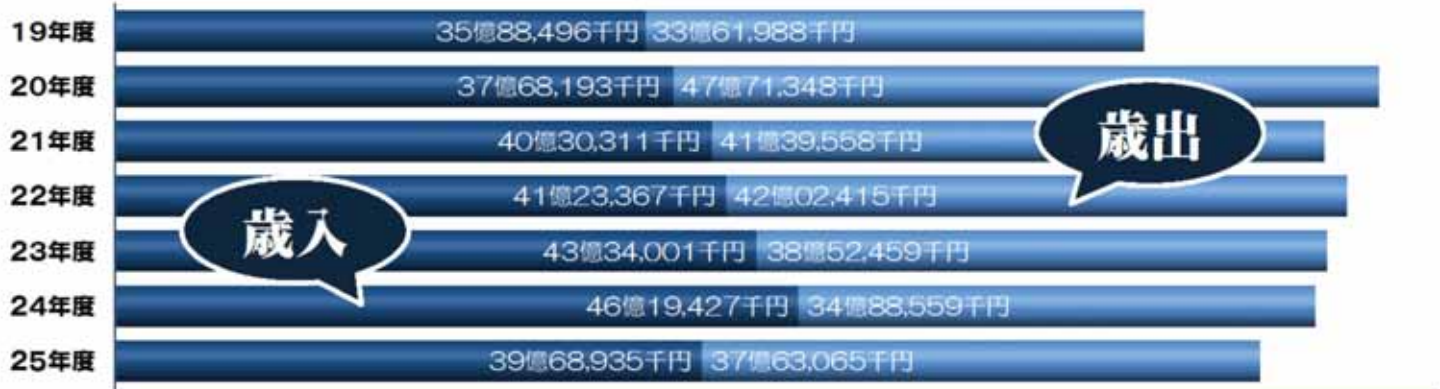 19年度 35億88,496千円 33億61,988千円
20年度 37億68,193千円 47億71,348千円
21年度 40億30,311千円 41億39,558千円
歳出
22年度 41億23,367千円 42億02,415千円
歳入
23年度 43億34,001千円 38億52,459千円
24年度 46億19,427千円 34億88,559千円
25年度 39億68,935千円 37億63,065千円